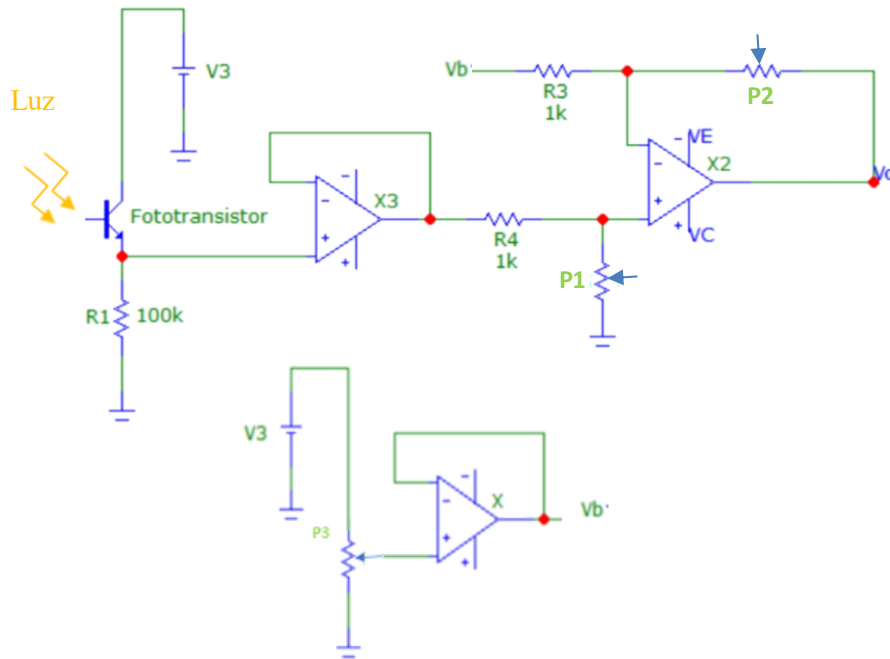 V3
Luz
Fototransistor
R1 100k
X3
R4
1k
P1
Vb
R3
1k
P2
VE
X2
VC
V3
P3
X
Vb